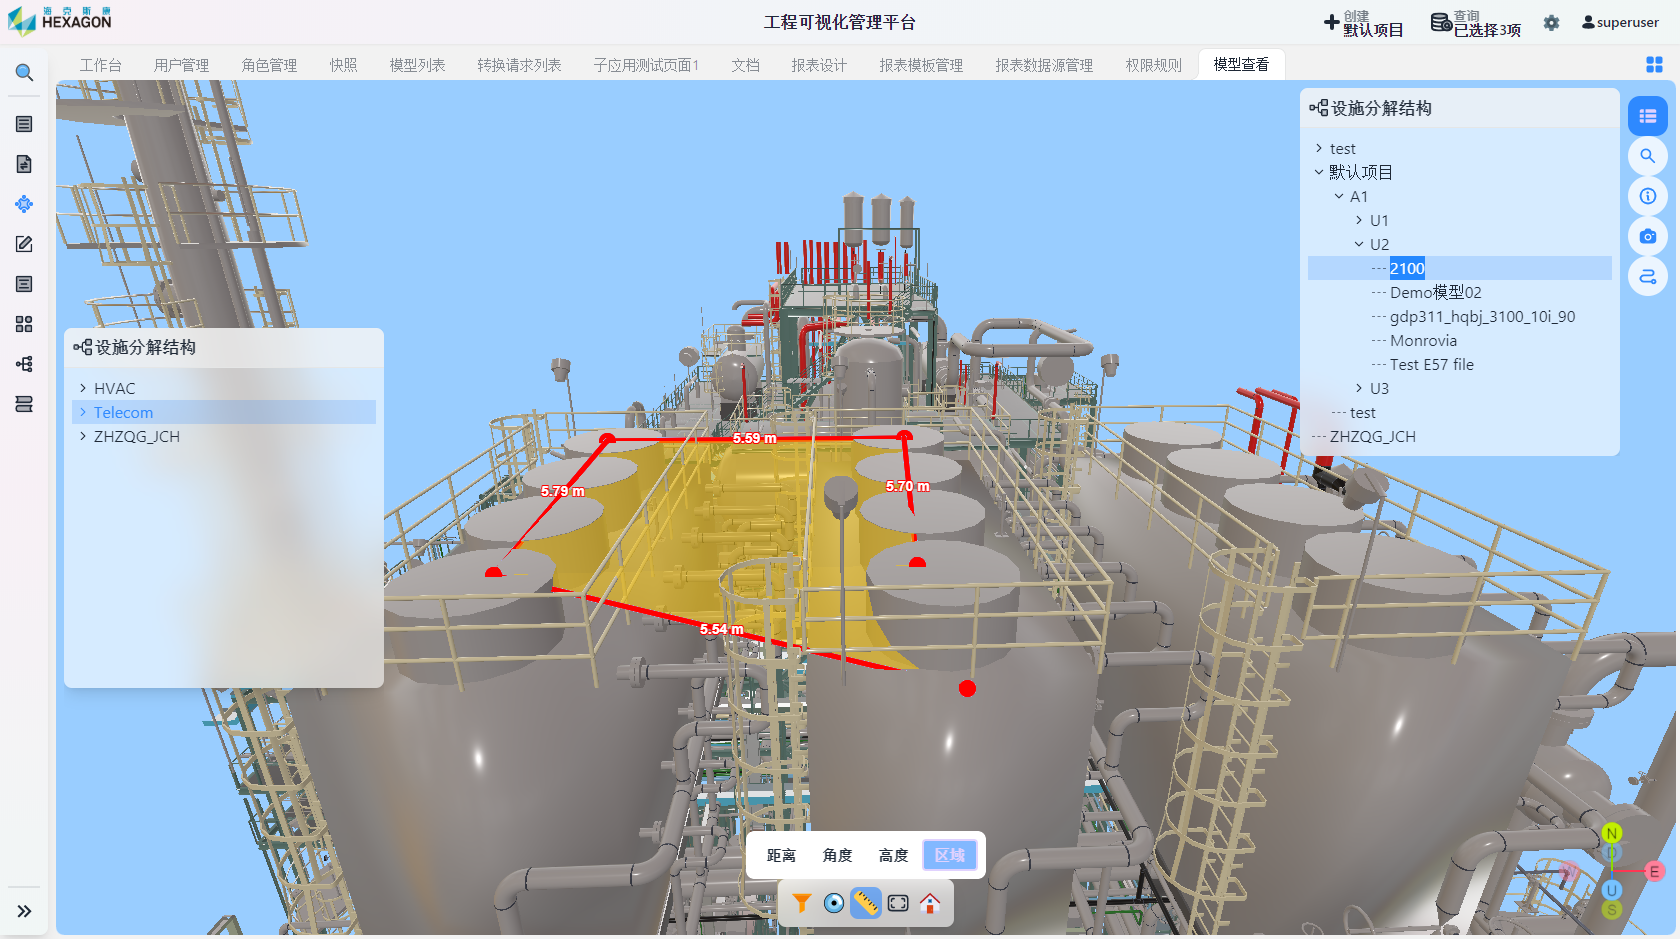 海克斯康
HEXAGON
工程可视化管理平台
创建
默认项目
查询
已选择3项
superuser
工作台
用户管理
角色管理
快照
模型列表
转换请求列表
子应用测试页面1
文档
报表设计
报表模板管理
报表数据源管理
权限规则
模型查看
设施分解结构
test
默认项目
A1
U1
U2
2100
Demo模型02
gdp311_hqbj_3100_10i_90
Monrovia
Test E57 file
U3
test
ZHZQG_JCH
设施分解结构
HVAC
Telecom
ZHZQG_JCH
5.59 m
5.79 m
5.70 m
5.54 m
距离
角度
高度
区域
N
D
E
W
U
S